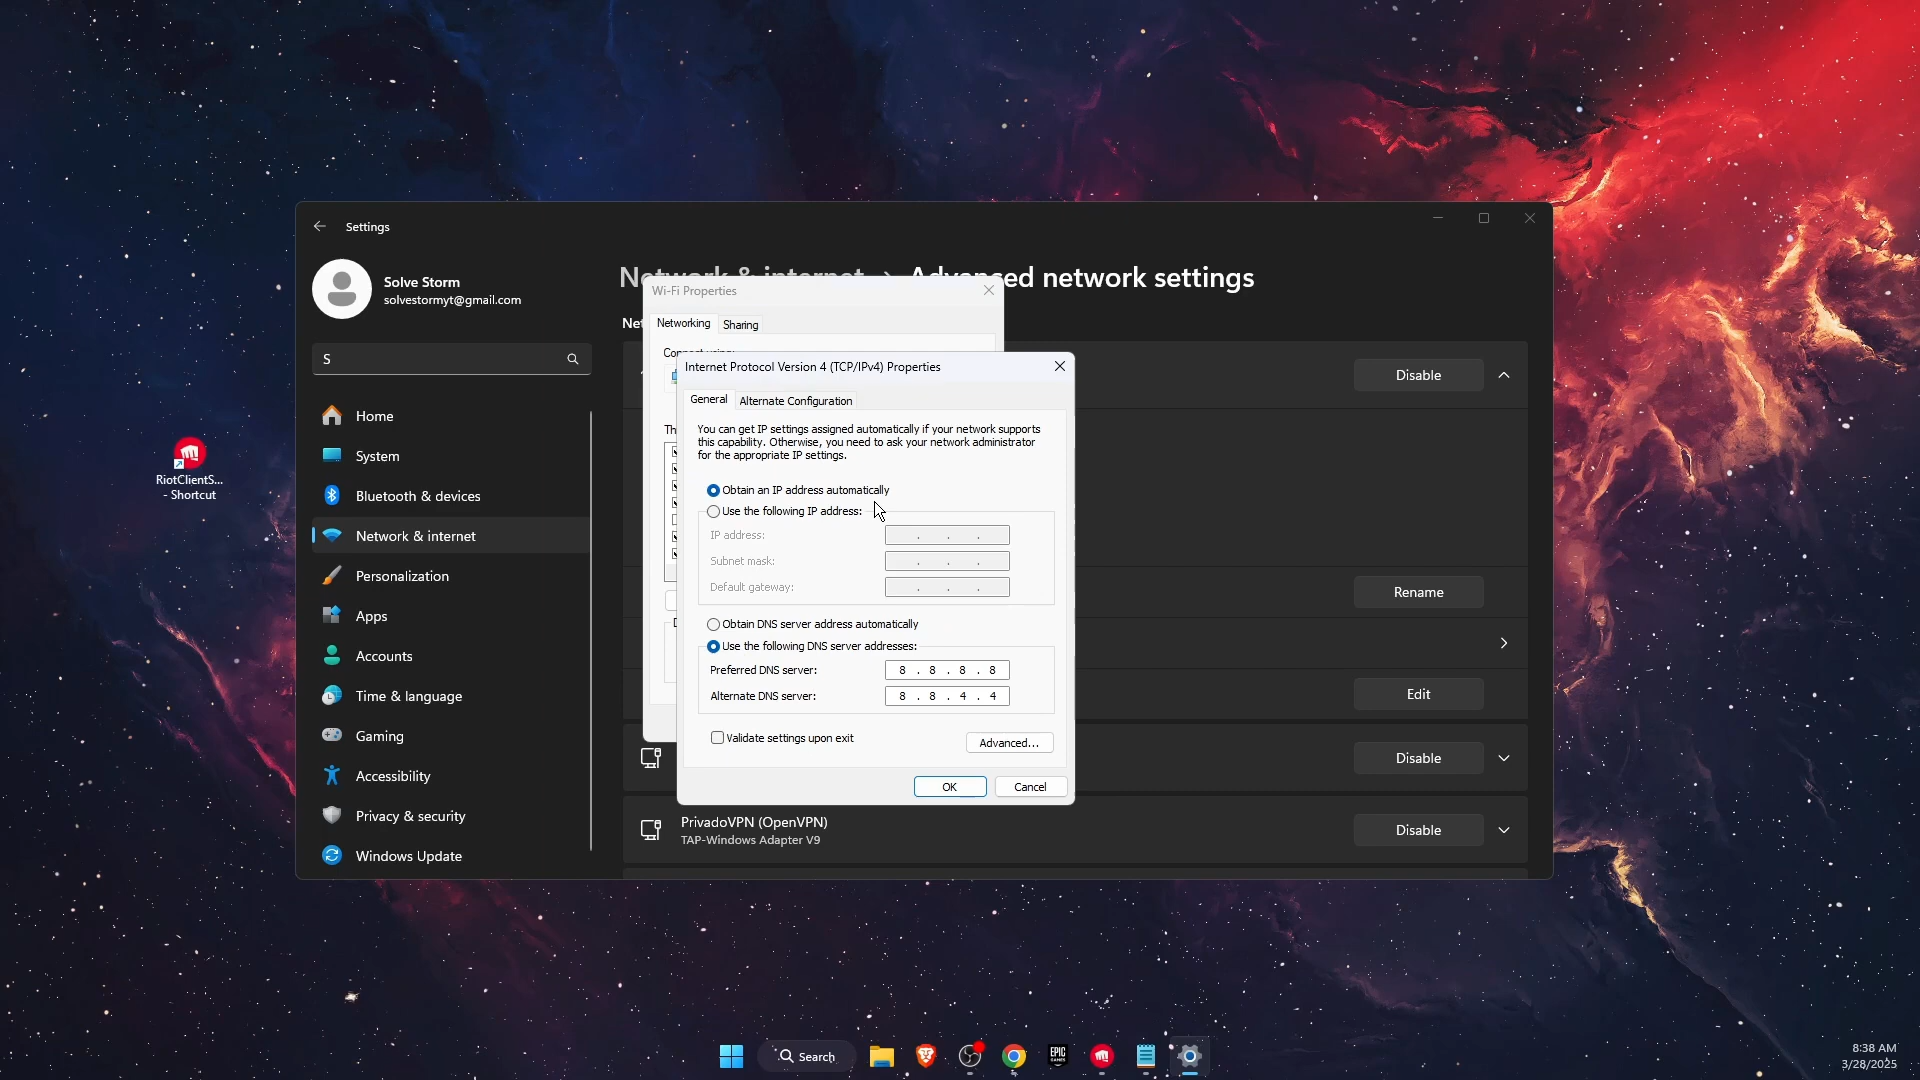 Settings
Solve Storm
solvestormyt@gmail.com
S
Home
System
Bluetooth & devices
Network & internet
Personalization
Apps
Accounts
Time & language
Gaming
Accessibility
Privacy & security
Windows Update
RiotClientS...
- Shortcut
Network & internet > Advanced network settings
Wi-Fi Properties
Networking
Sharing
Connect using:
Internet Protocol Version 4 (TCP/IPv4) Properties
General
Alternate Configuration
You can get IP settings assigned automatically if your network supports
this capability. Otherwise, you need to ask your network administrator
for the appropriate IP settings.
Obtain an IP address automatically
Use the following IP address:
IP address:
. . .
Subnet mask:
. . .
Default gateway:
. . .
Obtain DNS server address automatically
Use the following DNS server addresses:
Preferred DNS server:
8 . 8 . 8 . 8
Alternate DNS server:
8 . 8 . 4 . 4
Validate settings upon exit
Advanced...
OK
Cancel
Disable
Rename
Edit
Disable
PrivadoVPN (OpenVPN)
TAP-Windows Adapter V9
Disable
Search
EPIC
GAMES
8:38 AM
3/28/2025